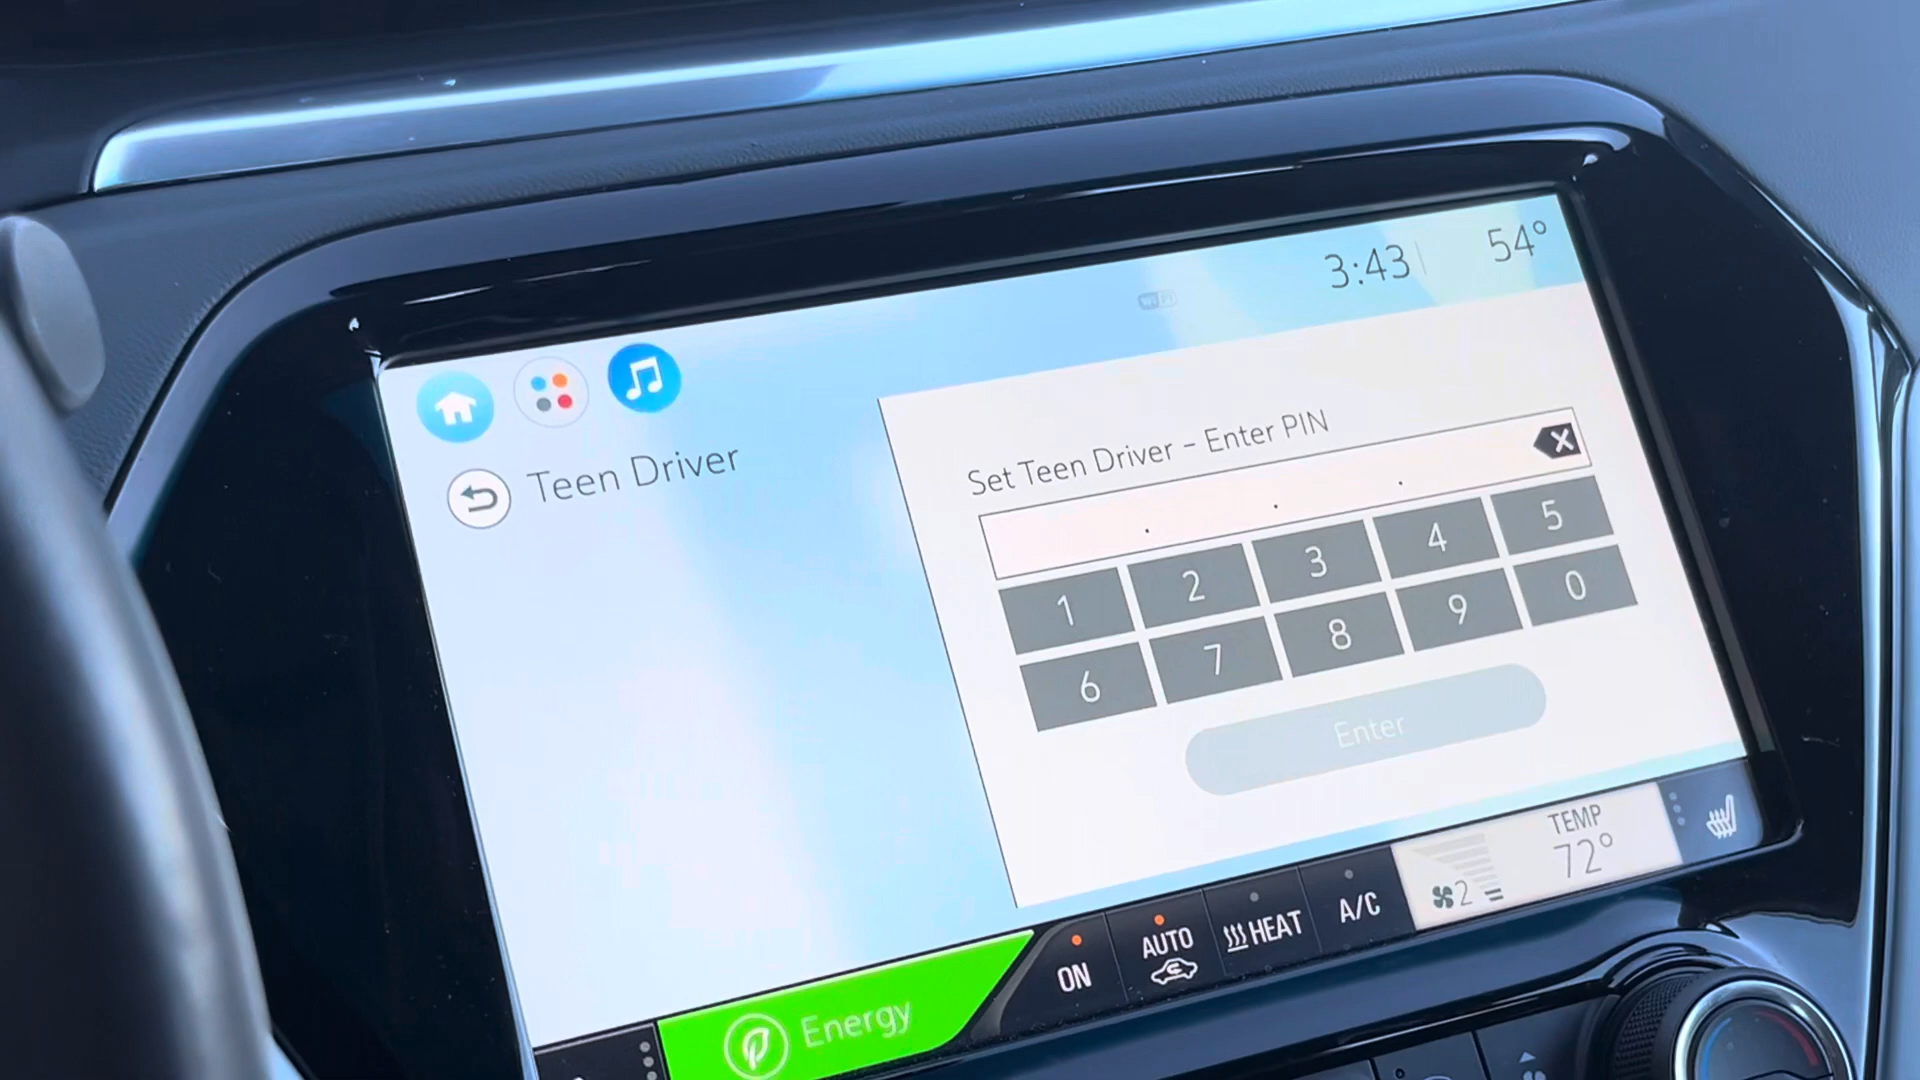 3:43 54°
Teen Driver
Set Teen Driver – Enter PIN
1 2 3 4 5
6 7 8 9 0
Enter
TEMP
72°
2
ON AUTO HEAT A/C
Energy